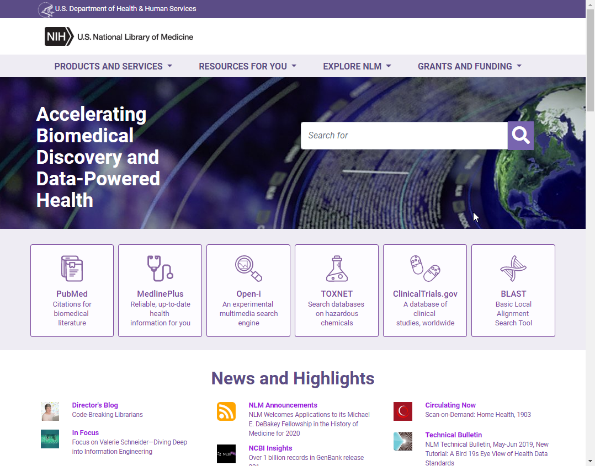 U.S. Department of Health & Human Services
NIH U.S. National Library of Medicine
PRODUCTS AND SERVICES
RESOURCES FOR YOU
EXPLORE NLM
GRANTS AND FUNDING
Accelerating
Biomedical
Discovery and
Data-Powered
Health
Search for
PubMed
Citations for
biomedical
literature
MedlinePlus
Reliable, up-to-date
health
information for you
Open-i
An experimental
multimedia search
engine
TOXNET
Search databases
on hazardous
chemicals
ClinicalTrials.gov
A database of
clinical
studies, worldwide
BLAST
Basic Local
Alignment
Search Tool
News and Highlights
Director's Blog
Code Breaking Librarians
In Focus
Focus on Valerie Schneider--Diving Deep
into Information Engineering
NLM Announcements
NLM Welcomes Applications to its Michael
E. DeBakey Fellowship in the History of
Medicine for 2020
NCBI Insights
Over 1 billion records in GenBank release
Circulating Now
Scan on Demand: Home Health, 1903
Technical Bulletin
NLM Technical Bulletin, May-Jun 2019, New
Tutorial: A Bird 19s Eye View of Health Data
Standards